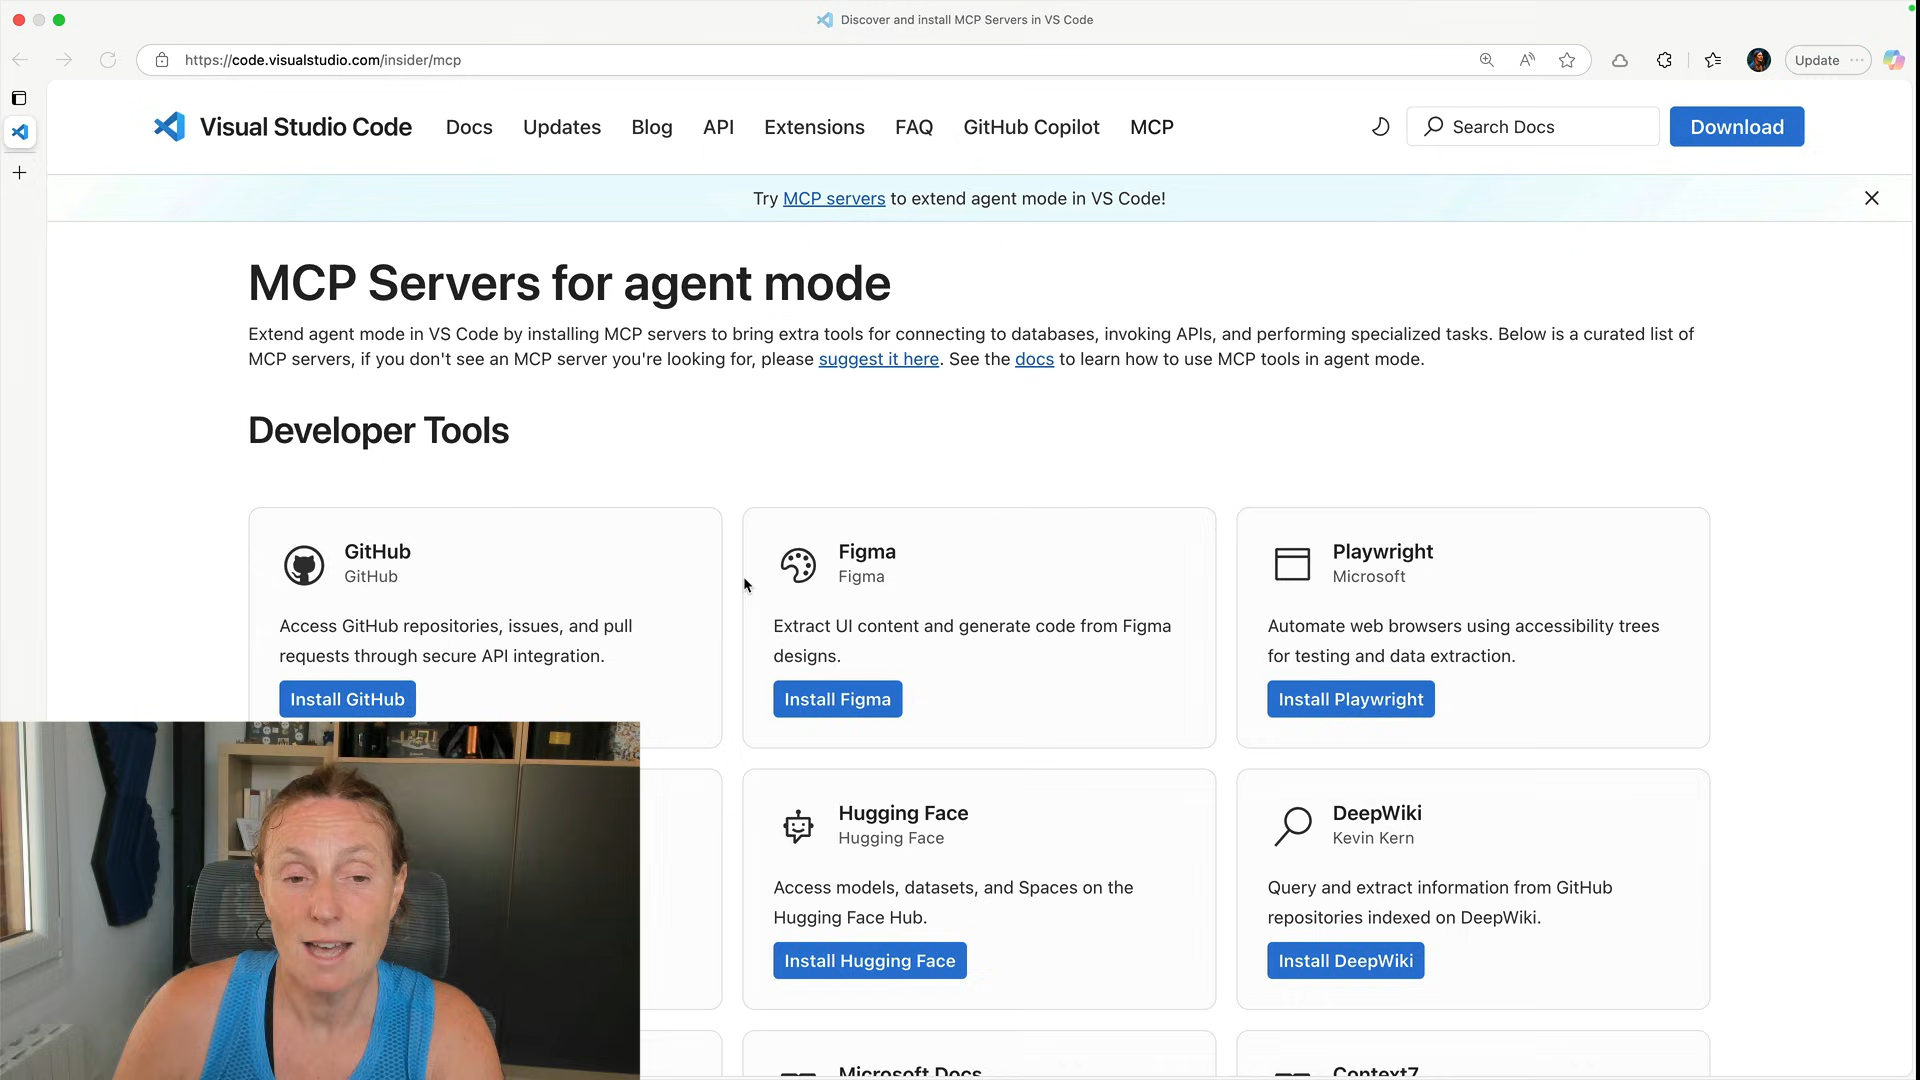 Discover and install MCP Servers in VS Code
https://code.visualstudio.com/insider/mcp
Update
Visual Studio Code
Docs
Updates
Blog
API
Extensions
FAQ
GitHub Copilot
MCP
Search Docs
Download
Try MCP servers to extend agent mode in VS Code!
MCP Servers for agent mode
Extend agent mode in VS Code by installing MCP servers to bring extra tools for connecting to databases, invoking APIs, and performing specialized tasks. Below is a curated list of
MCP servers, if you don't see an MCP server you're looking for, please suggest it here. See the docs to learn how to use MCP tools in agent mode.
Developer Tools
GitHub
GitHub
Access GitHub repositories, issues, and pull
requests through secure API integration.
Install GitHub
Figma
Figma
Extract UI content and generate code from Figma
designs.
Install Figma
Playwright
Microsoft
Automate web browsers using accessibility trees
for testing and data extraction.
Install Playwright
Hugging Face
Hugging Face
Access models, datasets, and Spaces on the
Hugging Face Hub.
Install Hugging Face
DeepWiki
Kevin Kern
Query and extract information from GitHub
repositories indexed on DeepWiki.
Install DeepWiki
Microsoft Docs
Context7